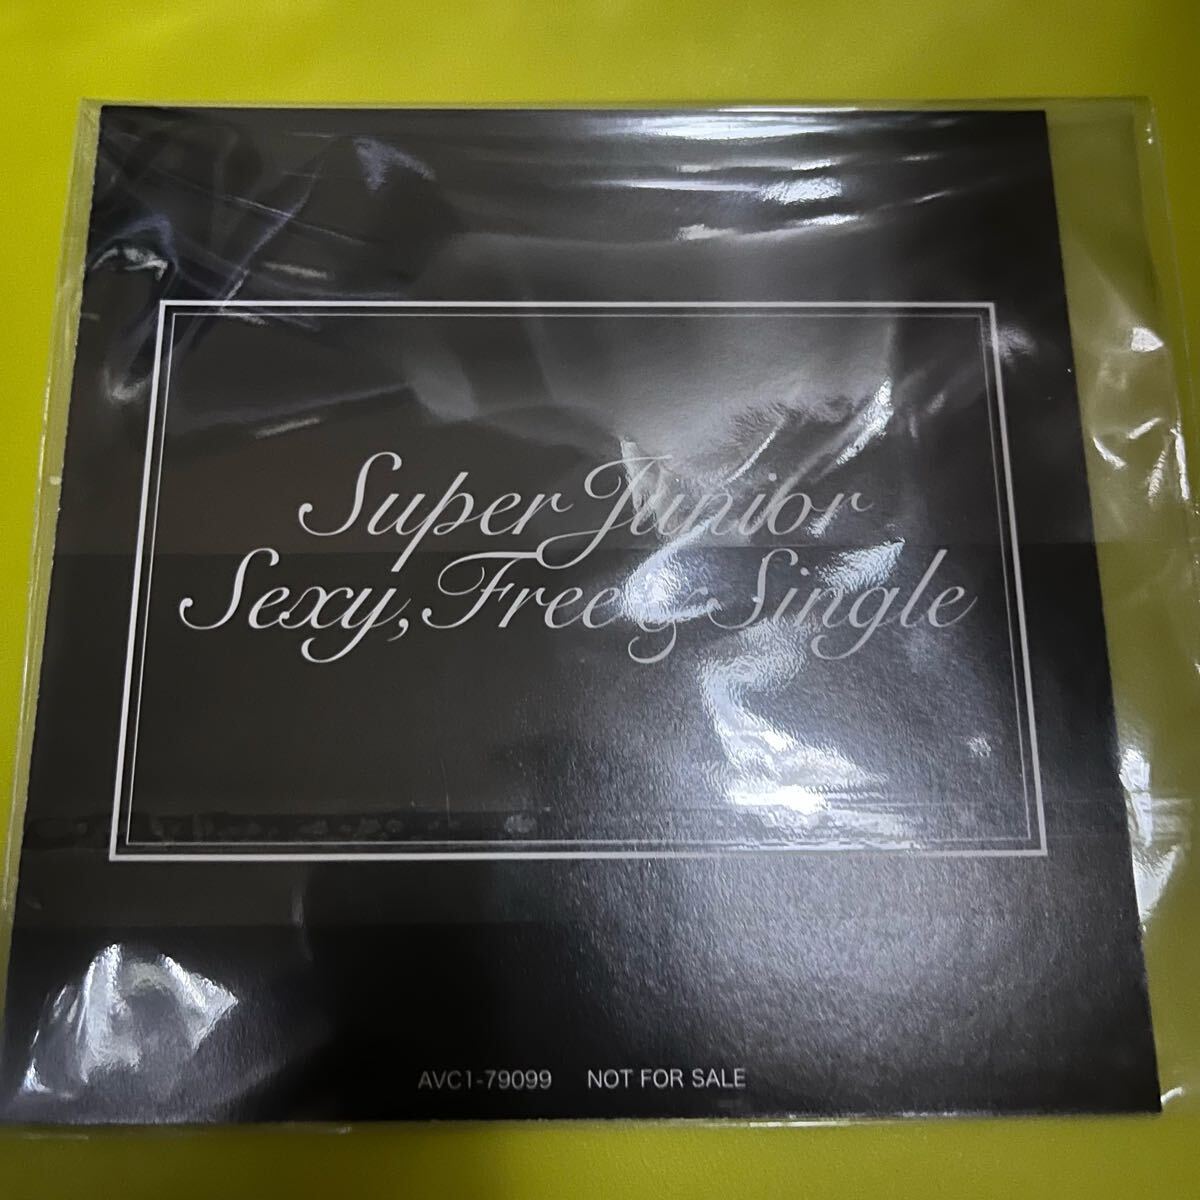 Super Junior
Sexy, Free & Single
AVC1-79099 NOT FOR SALE